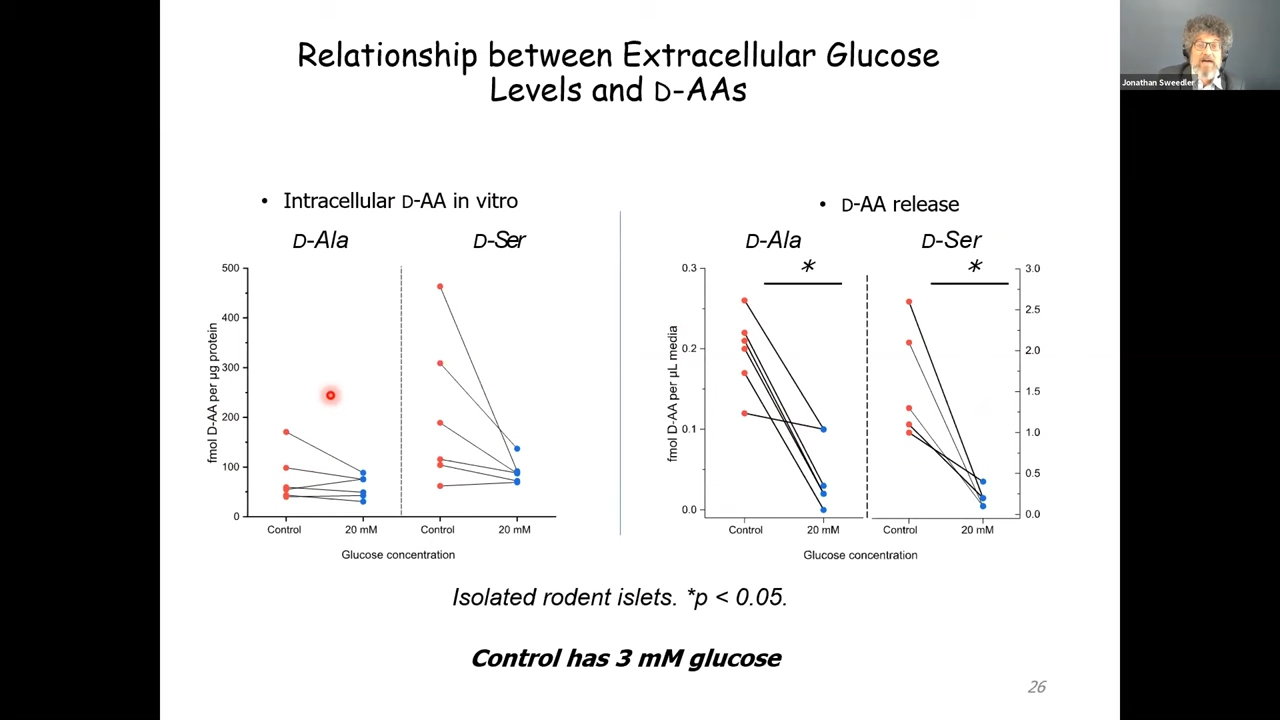 Relationship between Extracellular Glucose
Levels and D-AAs
Jonathan Sweedler
• Intracellular D-AA in vitro
D-Ala
D-Ser
500
400
300
200
100
0
fmol D-AA per µg protein
Control
20 mM
Control
20 mM
Glucose concentration
• D-AA release
D-Ala
D-Ser
*
*
0.3
0.2
0.1
0.0
fmol D-AA per µL media
3.0
2.5
2.0
1.5
1.0
0.5
0.0
Control
20 mM
Control
20 mM
Glucose concentration
Isolated rodent islets. *p < 0.05.
Control has 3 mM glucose
26